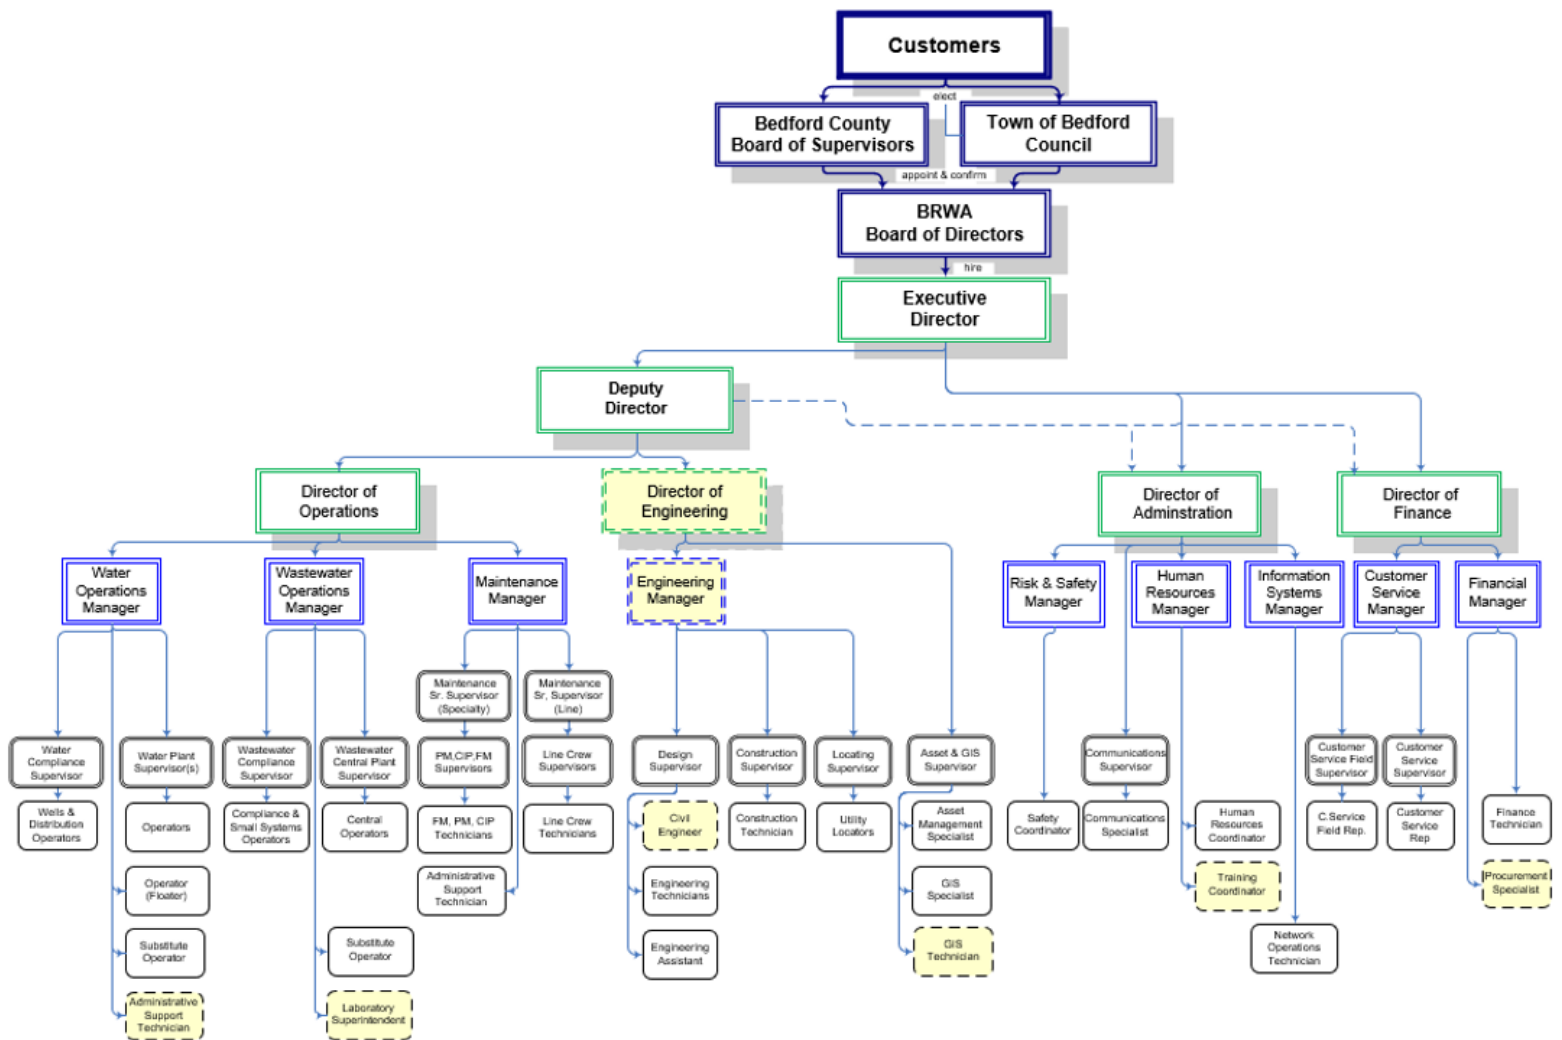 Customers
elect
Bedford County
Board of Supervisors
Town of Bedford
Council
appoint & confirm
BRWA
Board of Directors
hire
Executive
Director
Deputy
Director
Director of
Operations
Director of
Engineering
Director of
Adminstration
Director of
Finance
Water
Operations
Manager
Wastewater
Operations
Manager
Maintenance
Manager
Engineering
Manager
Risk & Safety
Manager
Human
Resources
Manager
Information
Systems
Manager
Customer
Service
Manager
Financial
Manager
Maintenance
Sr. Supervisor
(Specialty)
Maintenance
Sr, Supervisor
(Line)
Water
Compliance
Supervisor
Water Plant
Supervisor(s)
Wastewater
Compliance
Supervisor
Wastewater
Central Plant
Supervisor
PM,CIP,FM
Supervisors
Line Crew
Supervisors
Design
Supervisor
Construction
Supervisor
Locating
Supervisor
Asset & GIS
Supervisor
Communications
Supervisor
Customer
Service Field
Supervisor
Customer
Service
Supervisor
Wells &
Distribution
Operators
Operators
Compliance &
Small Systems
Operators
Central
Operators
FM, PM, CIP
Technicians
Line Crew
Technicians
Civil
Engineer
Construction
Technician
Utility
Locators
Asset
Management
Specialist
Safety
Coordinator
Communications
Specialist
Human
Resources
Coordinator
C.Service
Field Rep.
Customer
Service
Rep
Finance
Technician
Operator
(Floater)
Administrative
Support
Technician
Engineering
Technicians
GIS
Specialist
Training
Coordinator
Procurement
Specialist
Substitute
Operator
Substitute
Operator
Engineering
Assistant
GIS
Technician
Network
Operations
Technician
Administrative
Support
Technician
Laboratory
Superintendent